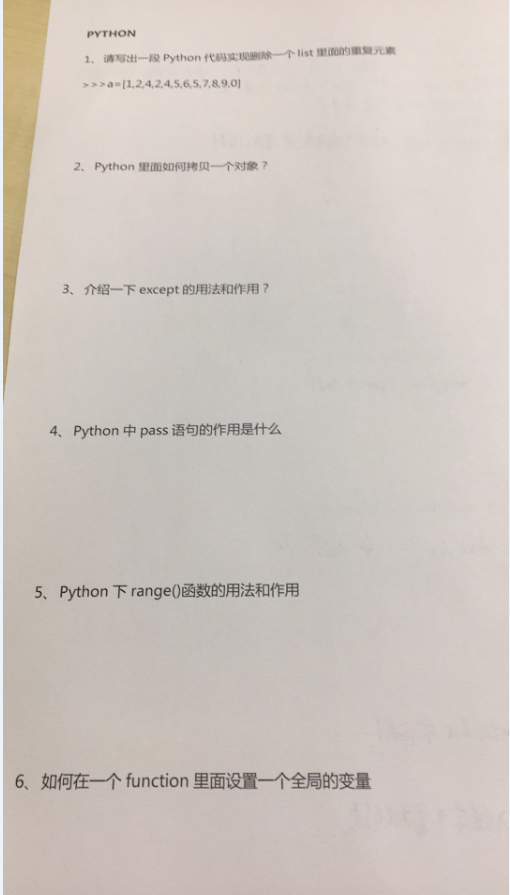 PYTHON
1、 请写出一段 Python 代码实现删除一个 list 里面的重复元素
>>>a=[1,2,4,2,4,5,6,5,7,8,9,0]
2、 Python 里面如何拷贝一个对象？
3、 介绍一下 except 的用法和作用？
4、 Python 中 pass 语句的作用是什么
5、 Python 下 range()函数的用法和作用
6、如何在一个 function 里面设置一个全局的变量